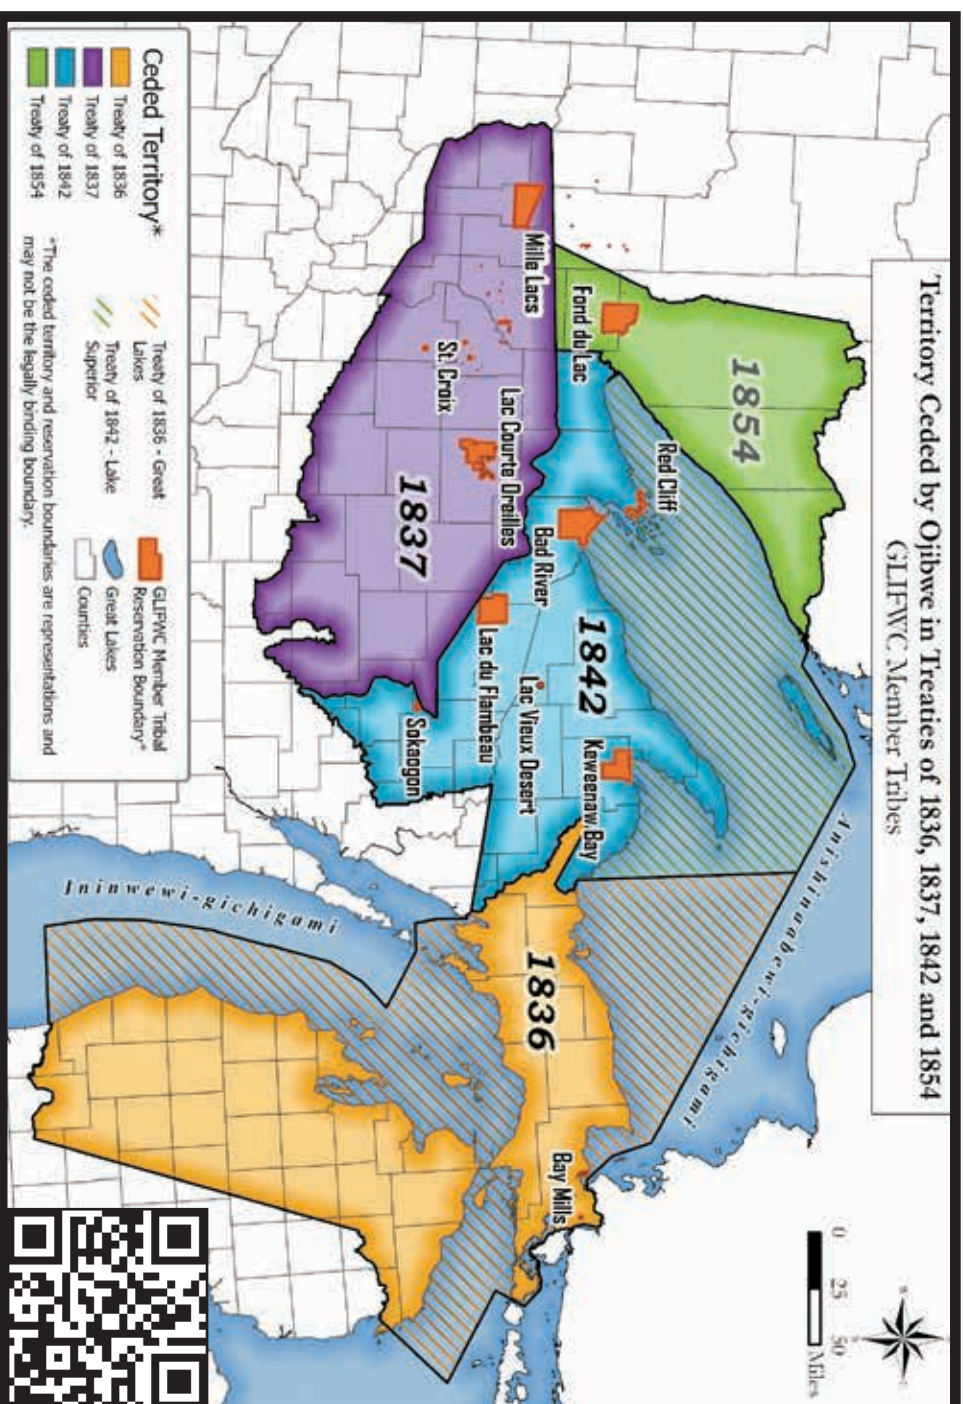 Territory Ceded by Ojibwe in Treaties of 1836, 1837, 1842 and 1854
GLIFWC Member Tribes
0 25 50
Miles
Anishinaabewi-gichigami
1854
Red Cliff
Fond du Lac
Mille Lacs
1842
Bad River
Keweenaw Bay
Lac Vieux Desert
Lac Courte Oreilles
Lac du Flambeau
St. Croix
1837
Sokaogon
1836
Bay Mills
Ininwewi-gichigami
Ceded Territory*
Treaty of 1836
Treaty of 1837
Treaty of 1842
Treaty of 1854
Treaty of 1836 - Great
Lakes
Treaty of 1842 - Lake
Superior
GLIFWC Member Tribal
Reservation Boundary*
Great Lakes
Counties
*The ceded territory and reservation boundaries are representations and
may not be the legally binding boundary.